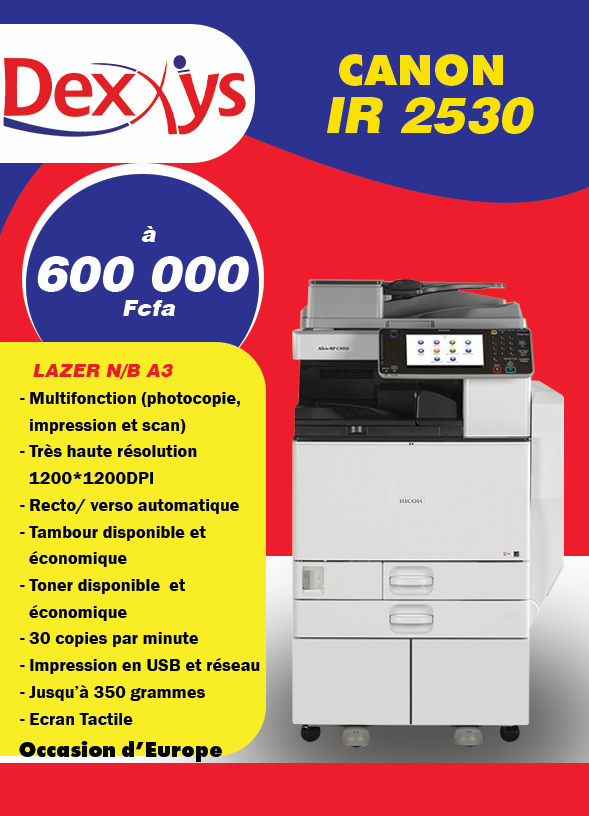 Dexxys
CANON
IR 2530
à
600 000
Fcfa
LAZER N/B A3
- Multifonction (photocopie,
impression et scan)
- Très haute résolution
1200*1200DPI
- Recto/ verso automatique
- Tambour disponible et
économique
- Toner disponible et
économique
- 30 copies par minute
- Impression en USB et réseau
- Jusqu'à 350 grammes
- Ecran Tactile
Occasion d'Europe
RICOH